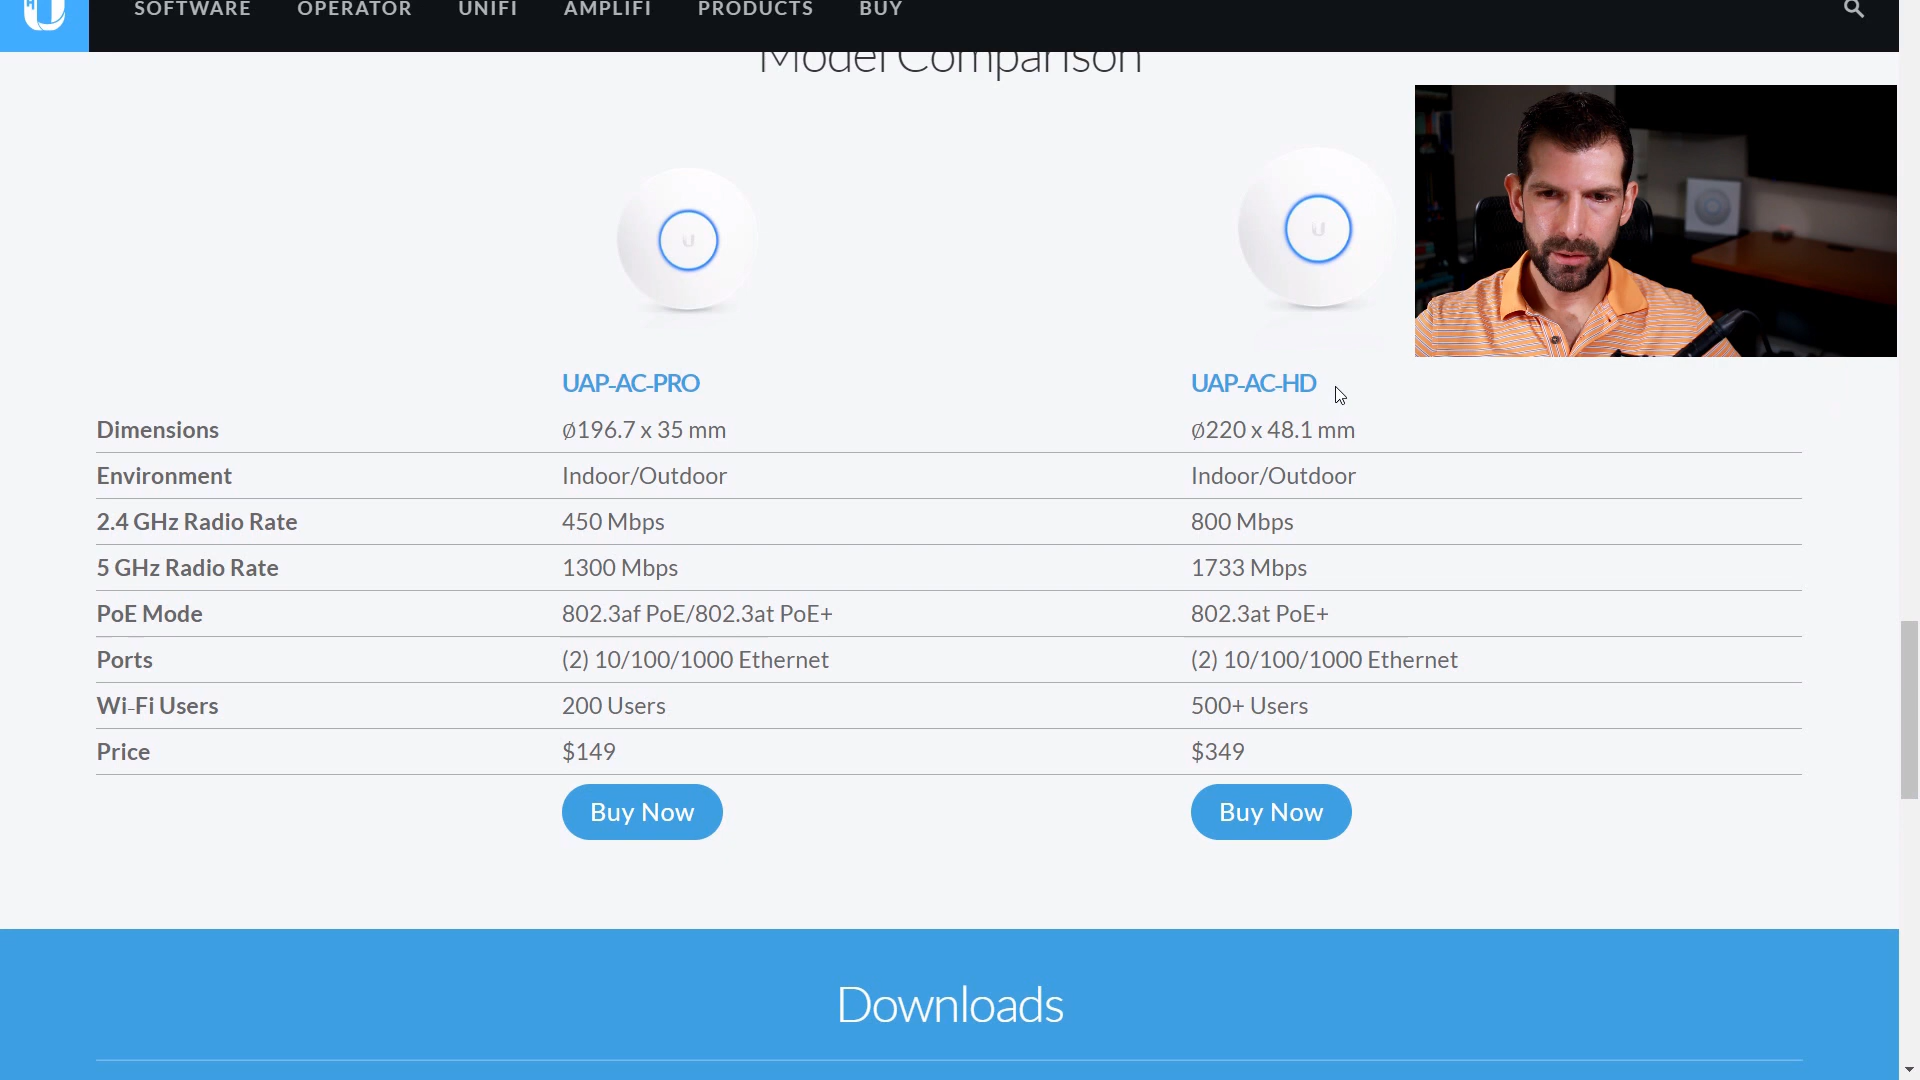 SOFTWARE OPERATOR UNIFI AMPLIFI PRODUCTS BUY
Model Comparison
UAP-AC-PRO UAP-AC-HD
Dimensions Ø196.7 x 35 mm Ø220 x 48.1 mm
Environment Indoor/Outdoor Indoor/Outdoor
2.4 GHz Radio Rate 450 Mbps 800 Mbps
5 GHz Radio Rate 1300 Mbps 1733 Mbps
PoE Mode 802.3af PoE/802.3at PoE+ 802.3at PoE+
Ports (2) 10/100/1000 Ethernet (2) 10/100/1000 Ethernet
Wi-Fi Users 200 Users 500+ Users
Price $149 $349
Buy Now Buy Now
Downloads